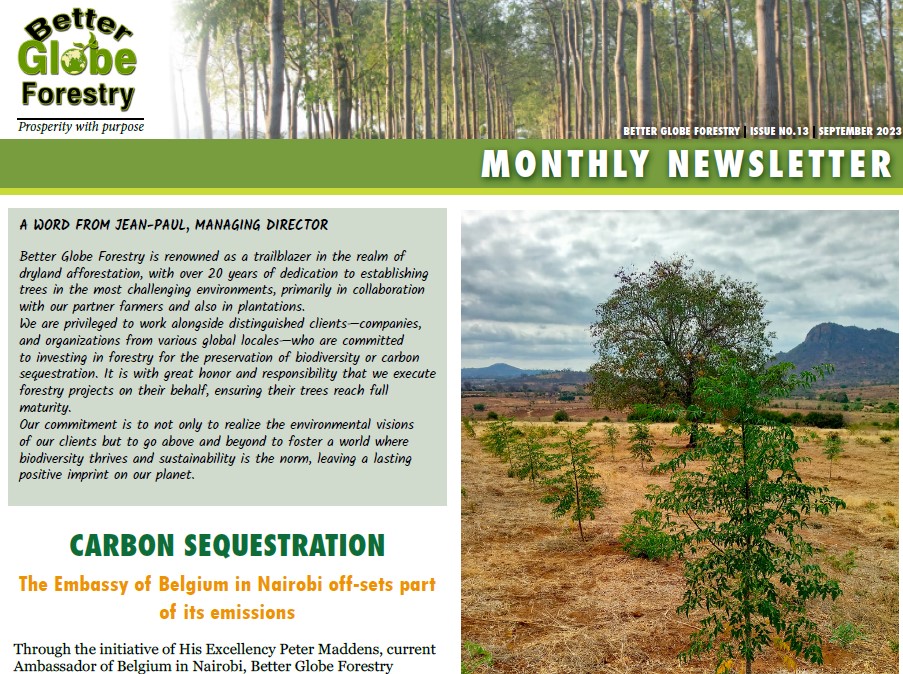 Better
Globe
Forestry
Prosperity with purpose
BETTER GLOBE FORESTRY | ISSUE NO.13 | SEPTEMBER 2023
MONTHLY NEWSLETTER
A WORD FROM JEAN-PAUL, MANAGING DIRECTOR
Better Globe Forestry is renowned as a trailblazer in the realm of
dryland afforestation, with over 20 years of dedication to establishing
trees in the most challenging environments, primarily in collaboration
with our partner farmers and also in plantations.
We are privileged to work alongside distinguished clients—companies,
and organizations from various global locales—who are committed
to investing in forestry for the preservation of biodiversity or carbon
sequestration. It is with great honor and responsibility that we execute
forestry projects on their behalf, ensuring their trees reach full
maturity.
Our commitment is to not only to realize the environmental visions
of our clients but to go above and beyond to foster a world where
biodiversity thrives and sustainability is the norm, leaving a lasting
positive imprint on our planet.
CARBON SEQUESTRATION
The Embassy of Belgium in Nairobi off-sets part
of its emissions
Through the initiative of His Excellency Peter Maddens, current
Ambassador of Belgium in Nairobi, Better Globe Forestry